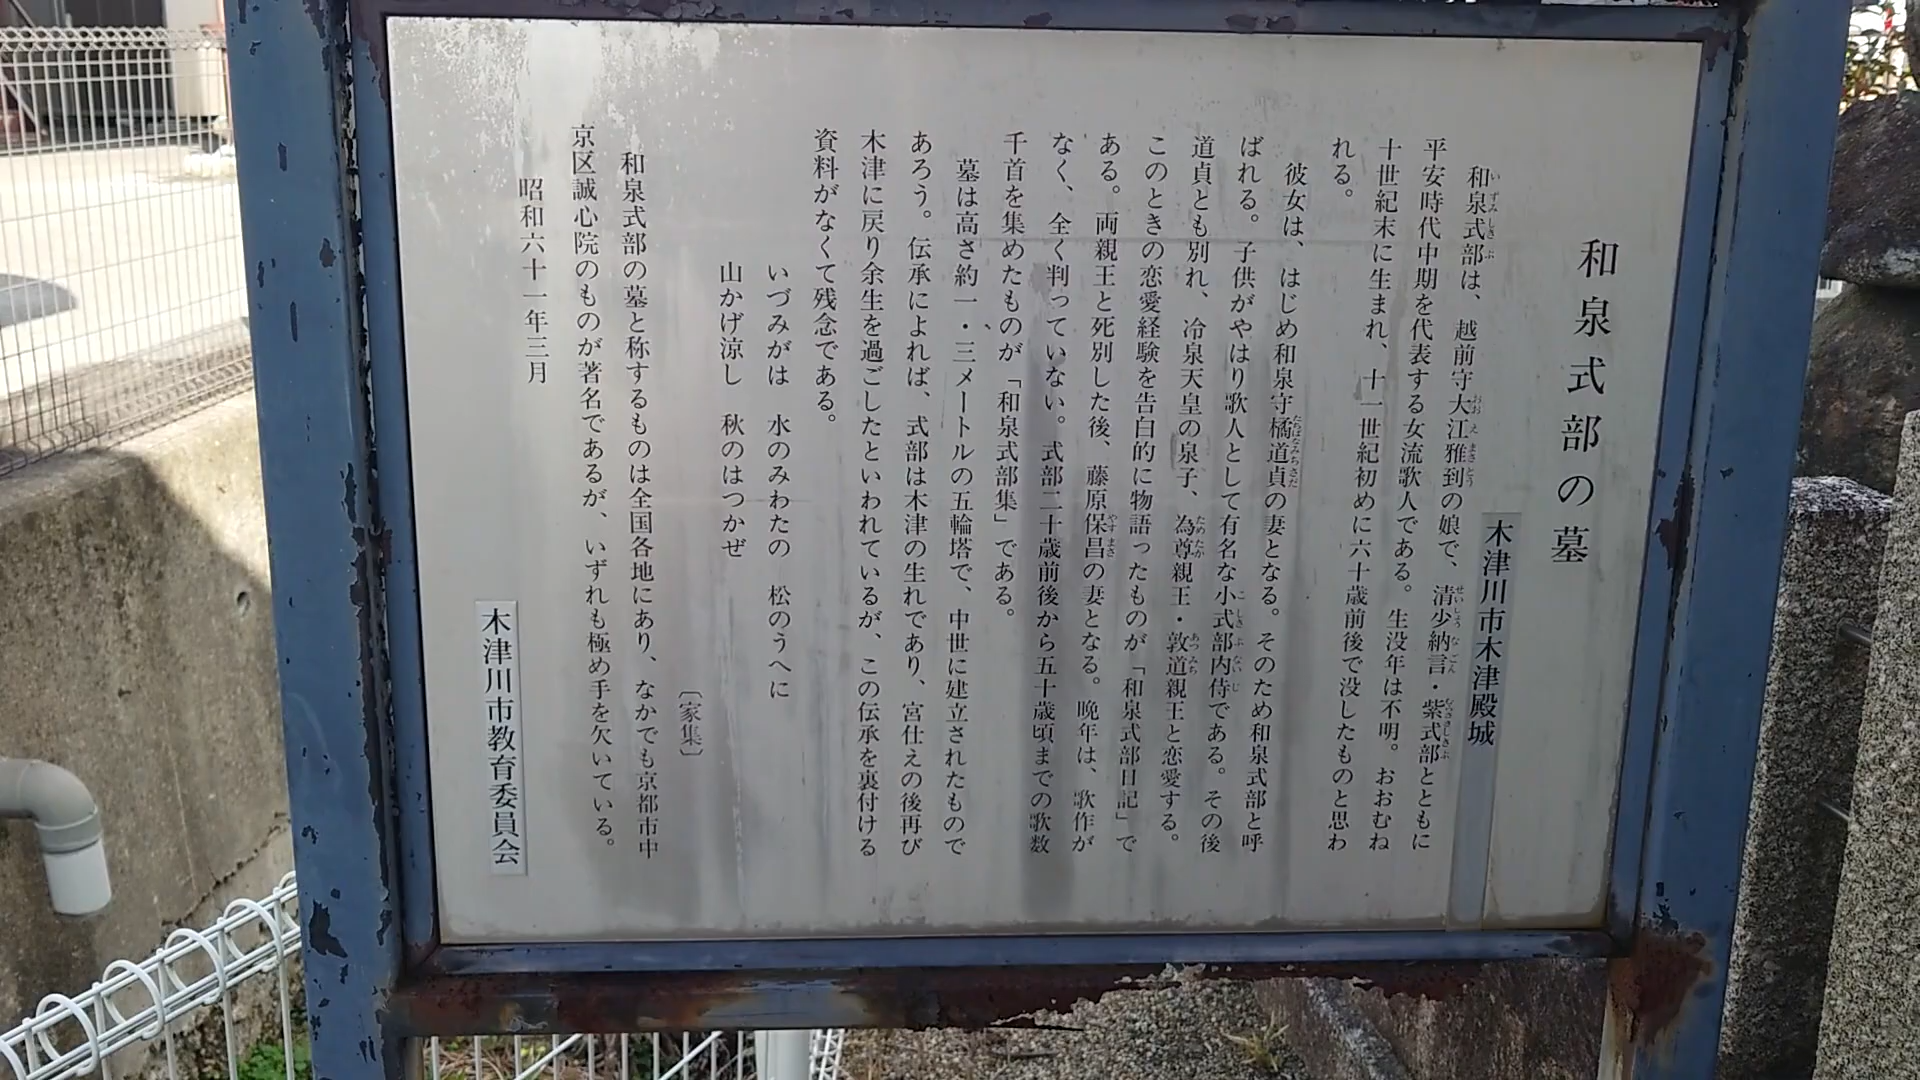 和泉式部の墓
木津川市木津殿城
和泉式部は、越前守大江雅到の娘で、清少納言・紫式部とともに
平安時代中期を代表する女流歌人である。生没年は不明。おおむね
十世紀末に生まれ、十一世紀初めに六十歳前後で没したものと思わ
れる。
彼女は、はじめ和泉守橘道貞の妻となる。そのため和泉式部と呼
ばれる。子供がやはり歌人として有名な小式部内侍である。その後
道貞とも別れ、冷泉天皇の泉子、為尊親王・敦道親王と恋愛する。
このときの恋愛経験を告白的に物語ったものが「和泉式部日記」で
ある。両親王と死別した後、藤原保昌の妻となる。晩年は、歌作が
なく、全く判っていない。式部二十歳前後から五十歳頃までの歌数
千首を集めたものが「和泉式部集」である。
墓は高さ約一・三メートルの五輪塔で、中世に建立されたもので
あろう。伝承によれば、式部は木津の生れであり、宮仕えの後再び
木津に戻り余生を過ごしたといわれているが、この伝承を裏付ける
資料がなくて残念である。
いづみがは 水のみわたの 松のうへに
山かげ涼し 秋のはつかぜ
〔家集〕
和泉式部の墓と称するものは全国各地にあり、なかでも京都市中
京区誠心院のものが著名であるが、いずれも極め手を欠いている。
昭和六十一年三月
木津川市教育委員会